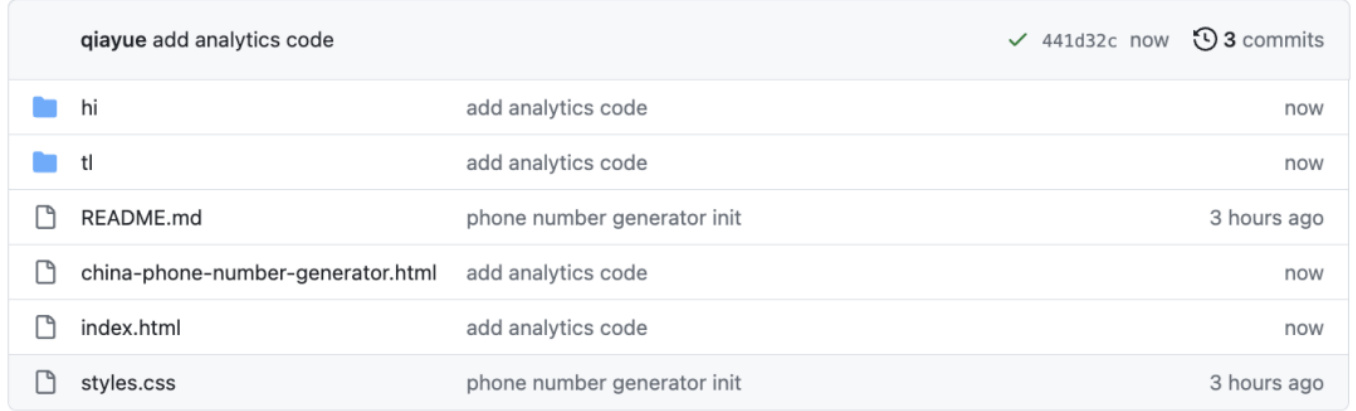 qiayue add analytics code 441d32c now 3 commits
hi add analytics code now
tl add analytics code now
README.md phone number generator init 3 hours ago
china-phone-number-generator.html add analytics code now
index.html add analytics code now
styles.css phone number generator init 3 hours ago